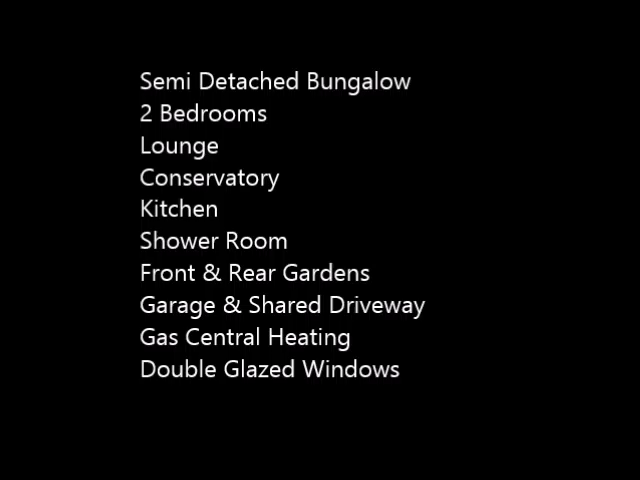 Semi Detached Bungalow
2 Bedrooms
Lounge
Conservatory
Kitchen
Shower Room
Front & Rear Gardens
Garage & Shared Driveway
Gas Central Heating
Double Glazed Windows